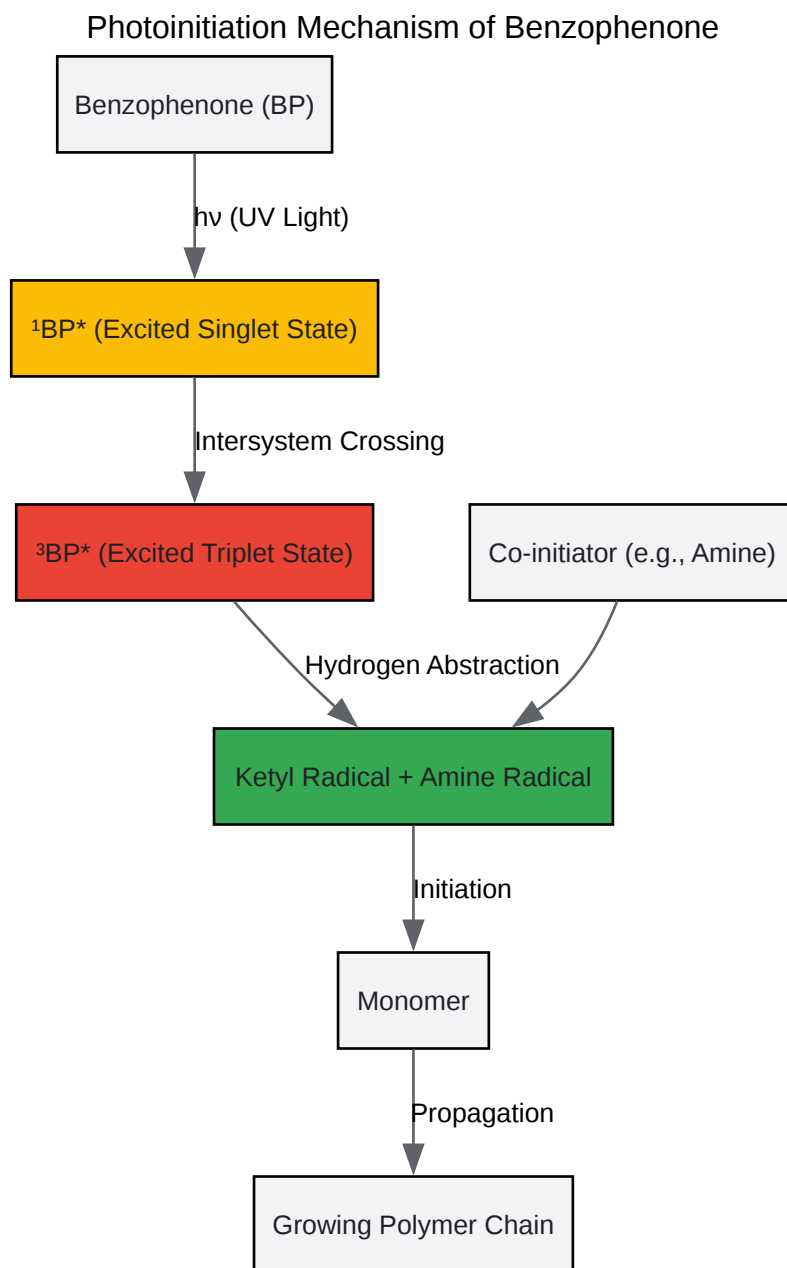 Photoinitiation Mechanism of Benzophenone
Benzophenone (BP)
hν (UV Light)
¹BP* (Excited Singlet State)
Intersystem Crossing
³BP* (Excited Triplet State)
Co-initiator (e.g., Amine)
Hydrogen Abstraction
Ketyl Radical + Amine Radical
Initiation
Monomer
Propagation
Growing Polymer Chain